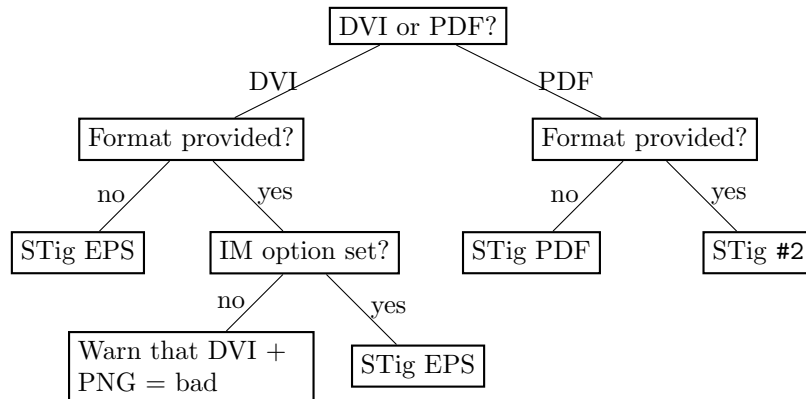 DVI or PDF?
DVI
PDF
Format provided?
Format provided?
no
yes
no
yes
STig EPS
IM option set?
STig PDF
STig #2
no
yes
Warn that DVI +
PNG = bad
STig EPS